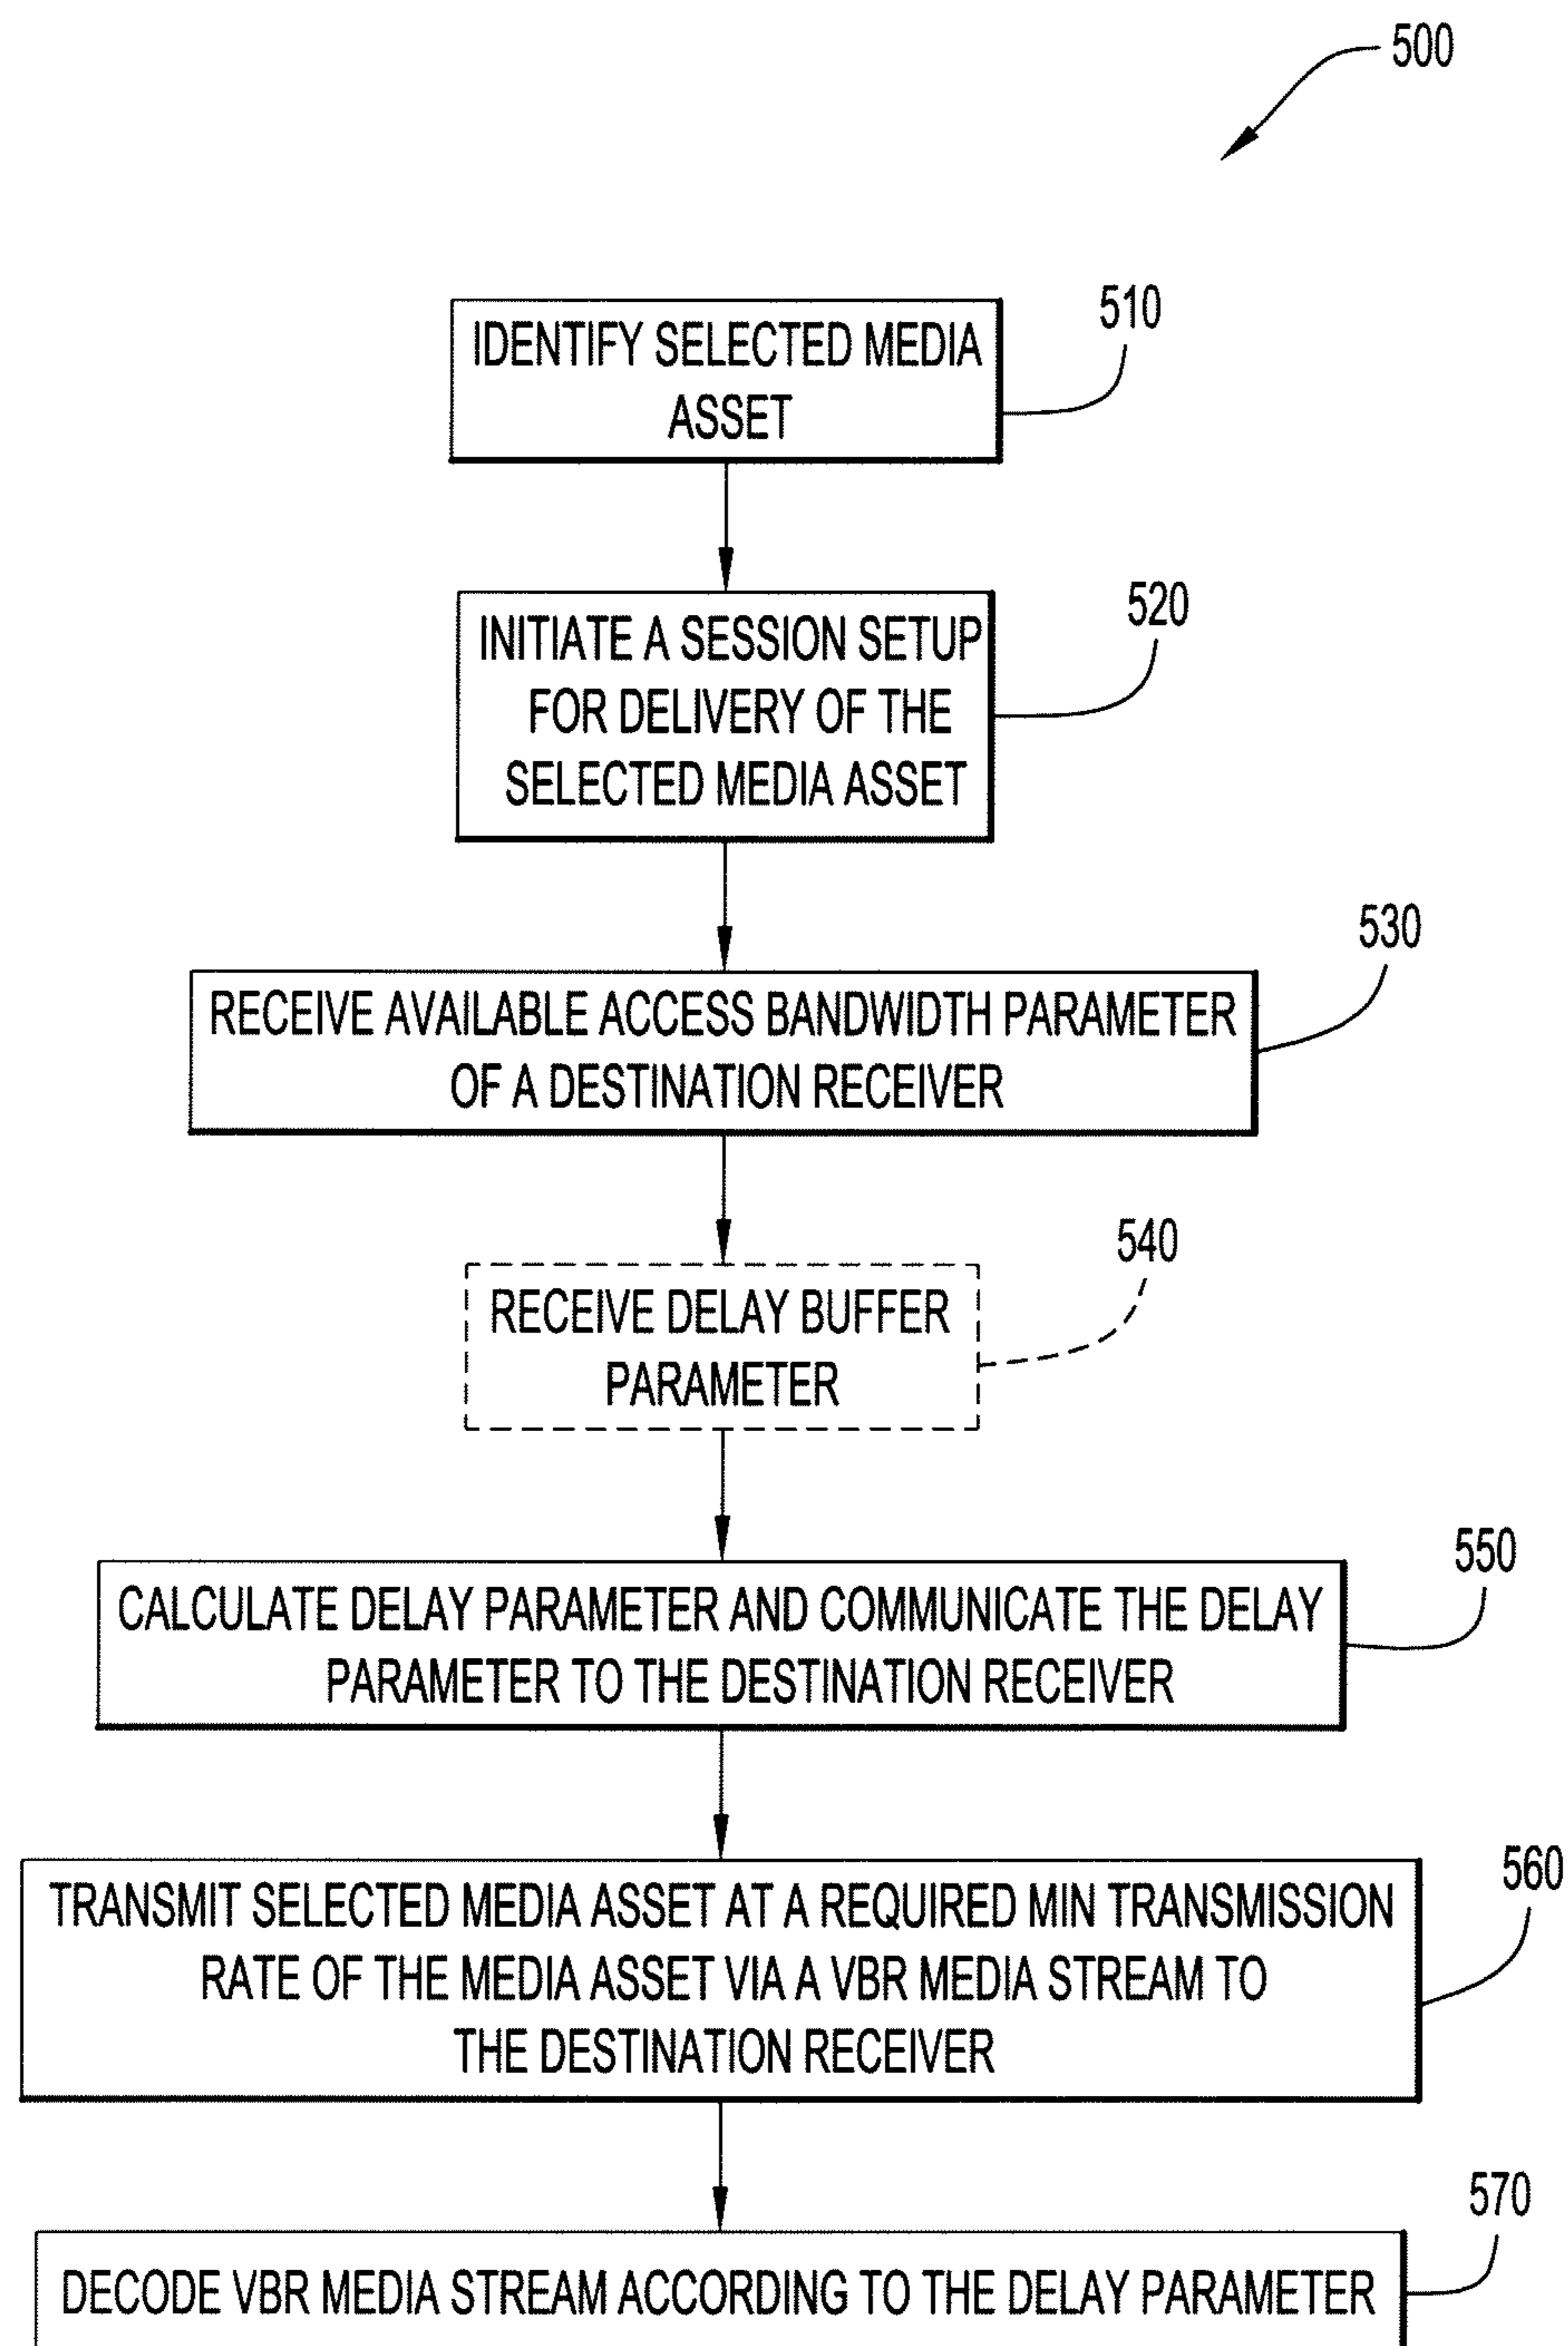 500
510
IDENTIFY SELECTED MEDIA
ASSET
520
INITIATE A SESSION SETUP
FOR DELIVERY OF THE
SELECTED MEDIA ASSET
530
RECEIVE AVAILABLE ACCESS BANDWIDTH PARAMETER
OF A DESTINATION RECEIVER
540
RECEIVE DELAY BUFFER
PARAMETER
550
CALCULATE DELAY PARAMETER AND COMMUNICATE THE DELAY
PARAMETER TO THE DESTINATION RECEIVER
560
TRANSMIT SELECTED MEDIA ASSET AT A REQUIRED MIN TRANSMISSION
RATE OF THE MEDIA ASSET VIA A VBR MEDIA STREAM TO
THE DESTINATION RECEIVER
570
DECODE VBR MEDIA STREAM ACCORDING TO THE DELAY PARAMETER